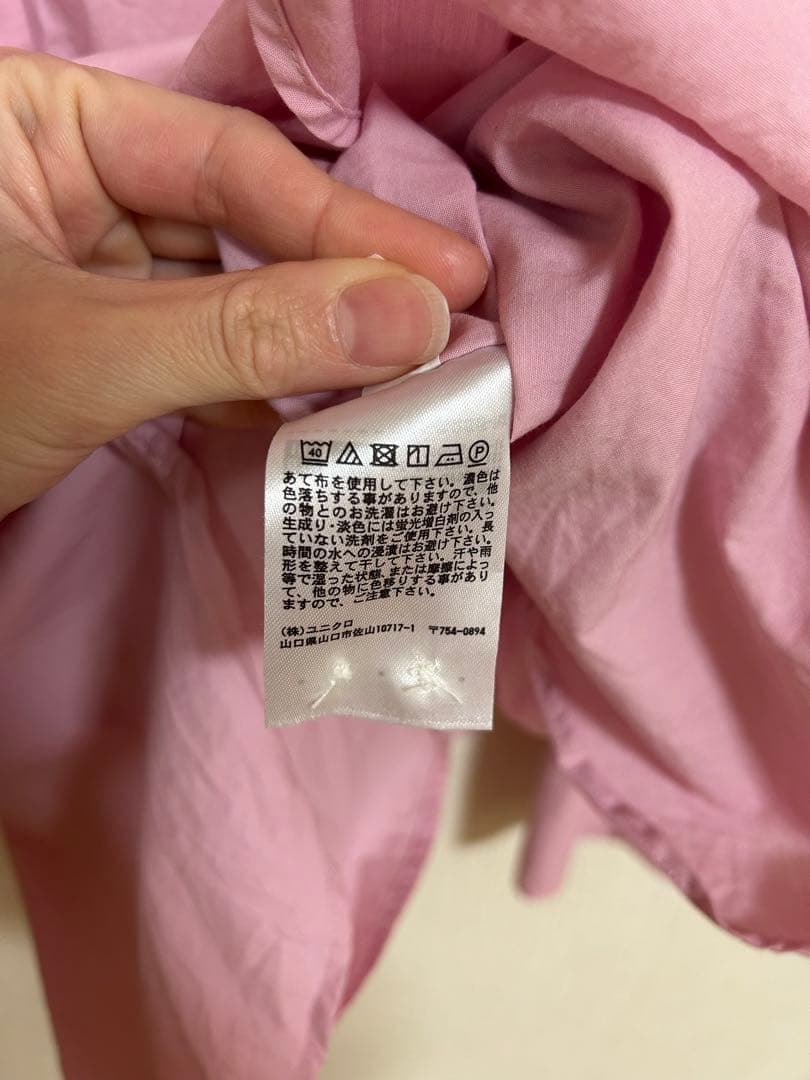 40 P
あて布を使用して下さい。濃色は
色落ちする事がありますので、他
の物とのお洗濯はお避け下さい。
生成り・淡色には蛍光増白剤の入っ
ていない洗剤をご使用下さい。長
時間の水への浸漬はお避け下さい。
形を整えて干して下さい。汗や雨
等で湿った状態、または摩擦によっ
て、他の物に色移りする事があり
ますので、ご注意下さい。
(株)ユニクロ
山口県山口市佐山10717-1 〒754-0894